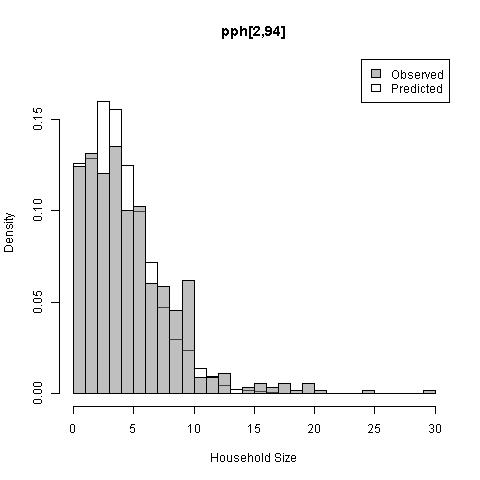 pph[2,94]
Observed
Predicted
Density
0.15
0.10
0.05
0.00
0 5 10 15 20 25 30
Household Size